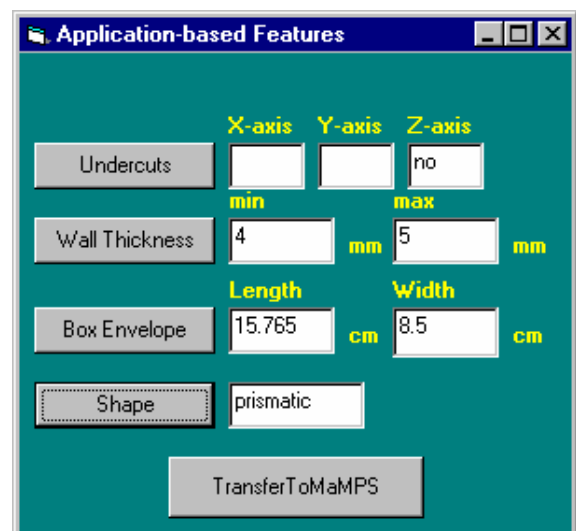 Application-based Features
X-axis Y-axis Z-axis
Undercuts no
min max
Wall Thickness 4 mm 5 mm
Length Width
Box Envelope 15.765 cm 8.5 cm
Shape prismatic
TransferToMaMPS